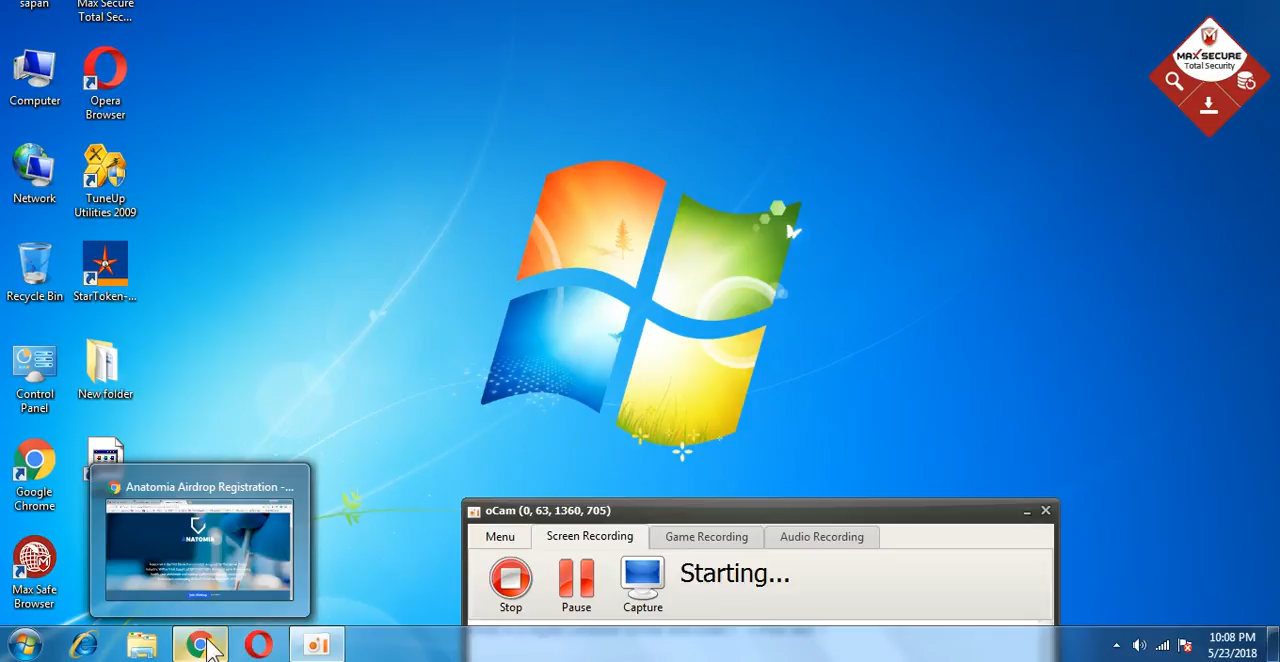 sapan
Max Secure
Total Sec...
Computer
Opera
Browser
Network
TuneUp
Utilities 2009
Recycle Bin
StarToken-...
Control
Panel
New folder
Google
Chrome
Max Safe
Browser
MAX SECURE
Total Security
Anatomia Airdrop Registration -...
ANATOMIA
oCam (0, 63, 1360, 705)
Menu
Screen Recording
Game Recording
Audio Recording
Stop
Pause
Capture
Starting...
10:08 PM
5/23/2018